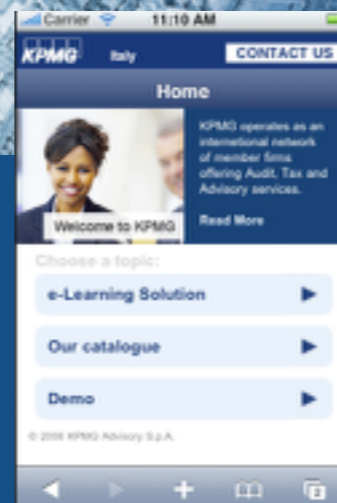 Carrier 11:10 AM
KPMG Italy CONTACT US
Home
KPMG operates as an
international network
of member firms
offering Audit, Tax and
Advisory services.
Read More
Welcome to KPMG
Choose a topic:
e-Learning Solution
Our catalogue
Demo
© 2008 KPMG Advisory S.p.A.
2